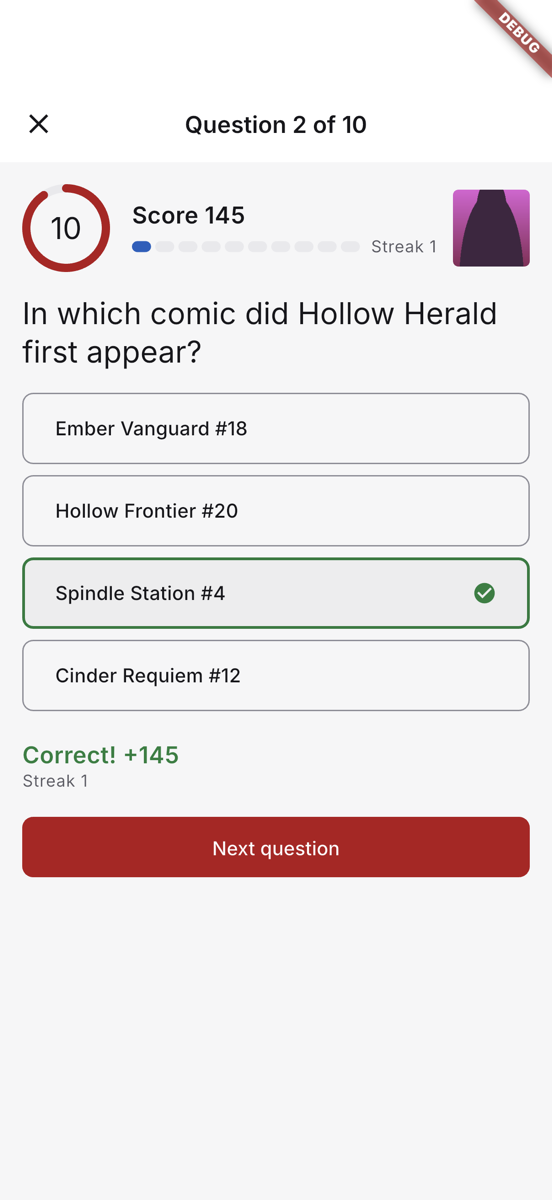 DEBUG
Question 2 of 10
10
Score 145
Streak 1
In which comic did Hollow Herald
first appear?
Ember Vanguard #18
Hollow Frontier #20
Spindle Station #4
Cinder Requiem #12
Correct! +145
Streak 1
Next question